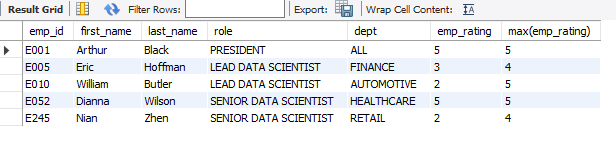 Result Grid Filter Rows: Export: Wrap Cell Content:
emp_id first_name last_name role dept emp_rating max(emp_rating)
E001 Arthur Black PRESIDENT ALL 5 5
E005 Eric Hoffman LEAD DATA SCIENTIST FINANCE 3 4
E010 William Butler LEAD DATA SCIENTIST AUTOMOTIVE 2 5
E052 Dianna Wilson SENIOR DATA SCIENTIST HEALTHCARE 5 5
E245 Nian Zhen SENIOR DATA SCIENTIST RETAIL 2 4